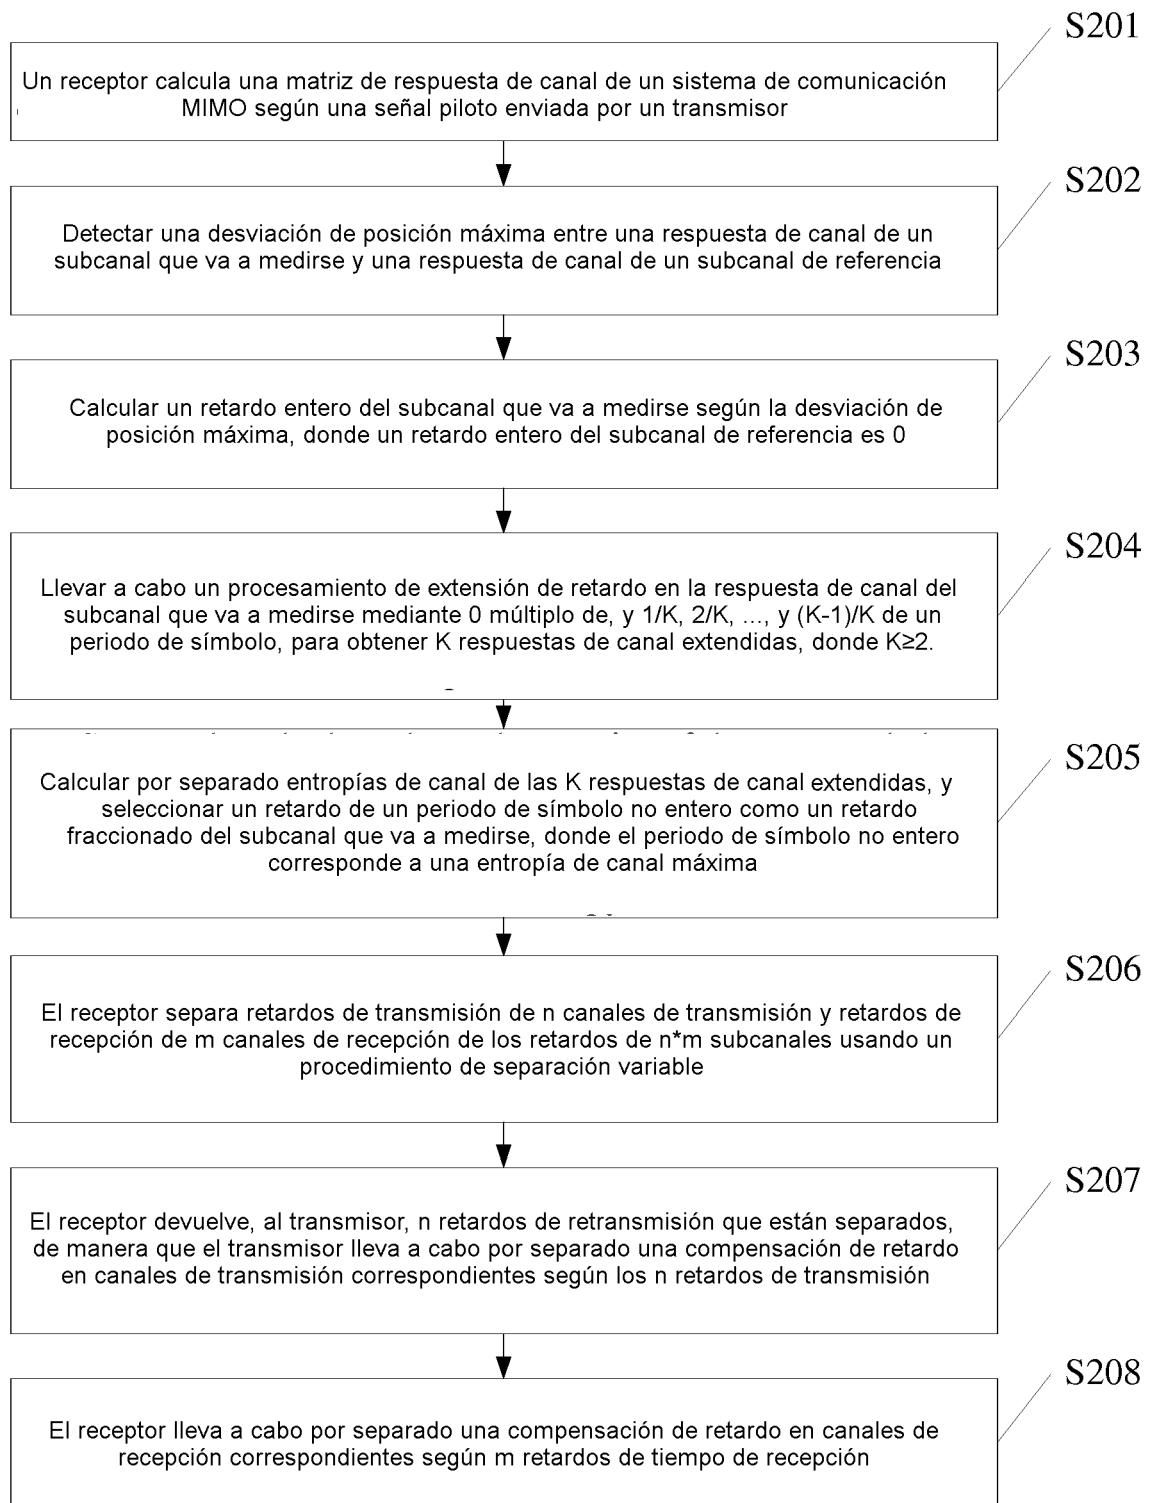 S201
Un receptor calcula una matriz de respuesta de canal de un sistema de comunicación
MIMO según una señal piloto enviada por un transmisor
S202
Detectar una desviación de posición máxima entre una respuesta de canal de un
subcanal que va a medirse y una respuesta de canal de un subcanal de referencia
S203
Calcular un retardo entero del subcanal que va a medirse según la desviación de
posición máxima, donde un retardo entero del subcanal de referencia es 0
S204
Llevar a cabo un procesamiento de extensión de retardo en la respuesta de canal del
subcanal que va a medirse mediante 0 múltiplo de, y 1/K, 2/K, ..., y (K-1)/K de un
periodo de símbolo, para obtener K respuestas de canal extendidas, donde K≥2.
S205
Calcular por separado entropías de canal de las K respuestas de canal extendidas, y
seleccionar un retardo de un periodo de símbolo no entero como un retardo
fraccionado del subcanal que va a medirse, donde el periodo de símbolo no entero
corresponde a una entropía de canal máxima
S206
El receptor separa retardos de transmisión de n canales de transmisión y retardos de
recepción de m canales de recepción de los retardos de n*m subcanales usando un
procedimiento de separación variable
S207
El receptor devuelve, al transmisor, n retardos de retransmisión que están separados,
de manera que el transmisor lleva a cabo por separado una compensación de retardo
en canales de transmisión correspondientes según los n retardos de transmisión
S208
El receptor lleva a cabo por separado una compensación de retardo en canales de
recepción correspondientes según m retardos de tiempo de recepción